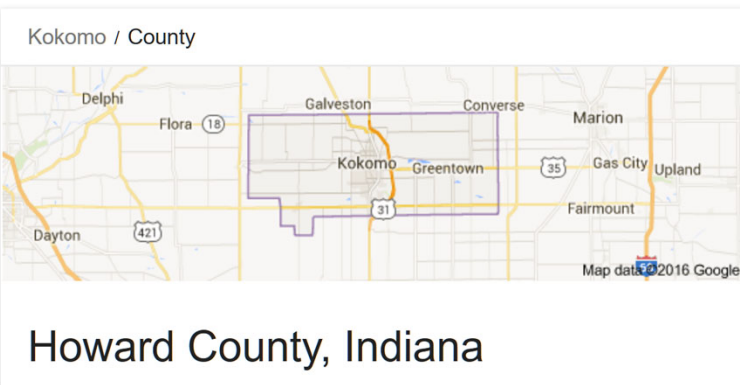 Kokomo / County
Delphi
Galveston
Converse
Flora 18
Marion
Kokomo
Greentown
35
Gas City
Upland
31
Fairmount
Dayton
421
Map data ©2016 Google
Howard County, Indiana